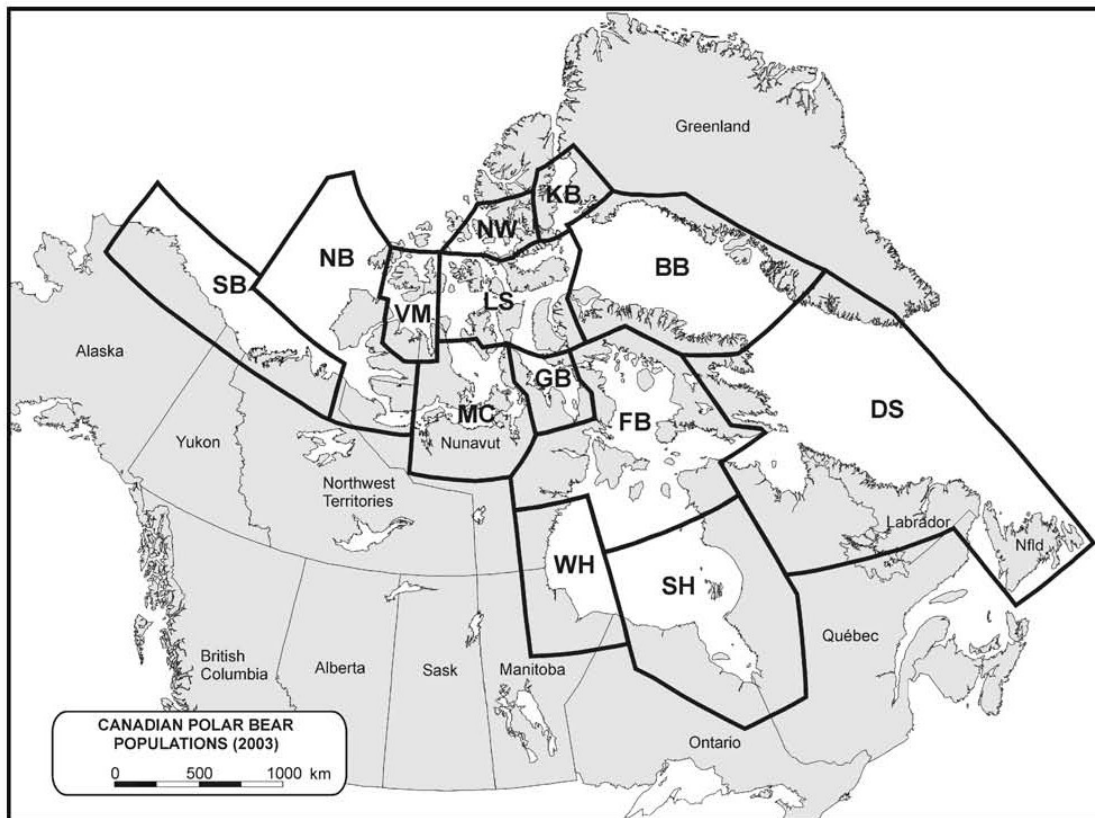 Greenland
KB
NW
NB
BB
SB
LS
VM
Alaska
GB
DS
MC
FB
Nunavut
Yukon
Northwest
Territories
Labrador
Nfld
WH
SH
Québec
British
Columbia
Alberta
Sask
Manitoba
Ontario
CANADIAN POLAR BEAR
POPULATIONS (2003)
0 500 1000 km